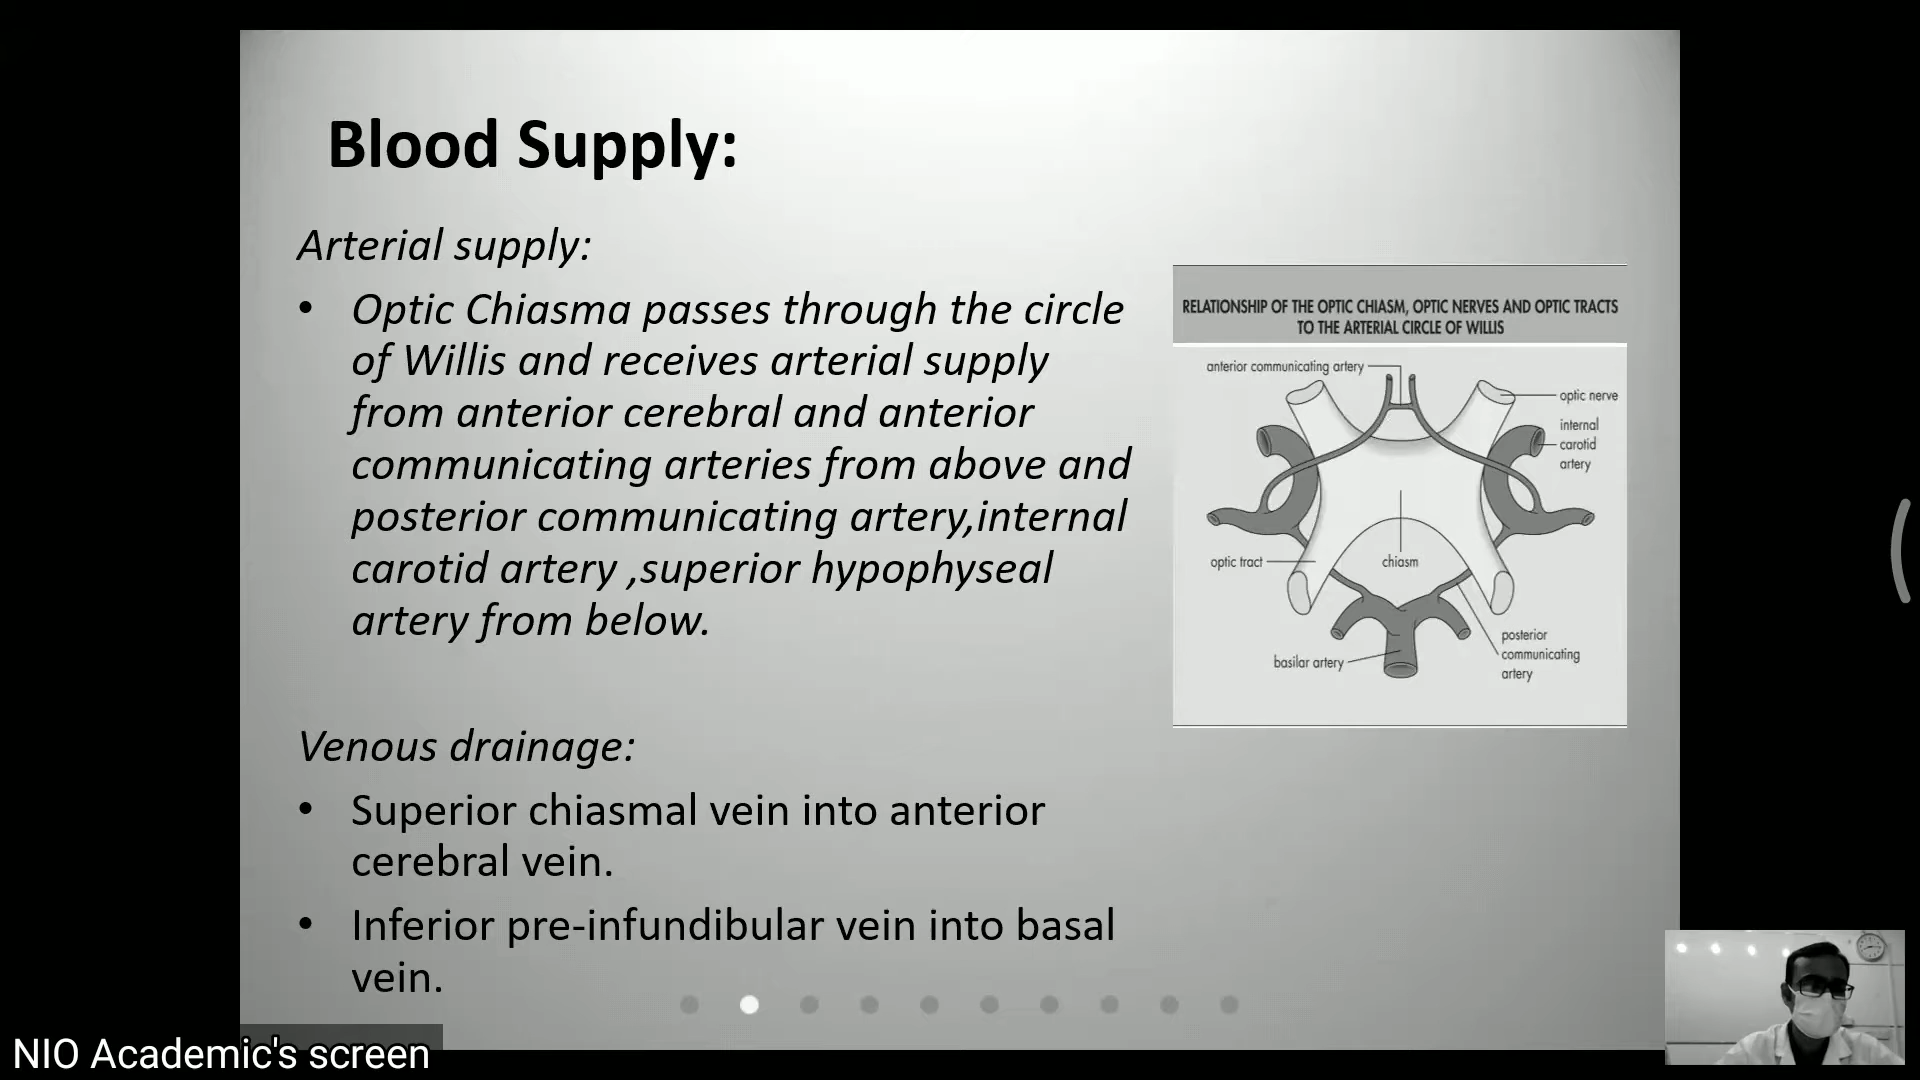 Blood Supply:
Arterial supply:
• Optic Chiasma passes through the circle
of Willis and receives arterial supply
from anterior cerebral and anterior
communicating arteries from above and
posterior communicating artery,internal
carotid artery ,superior hypophyseal
artery from below.
Venous drainage:
• Superior chiasmal vein into anterior
cerebral vein.
• Inferior pre-infundibular vein into basal
vein.
RELATIONSHIP OF THE OPTIC CHIASM, OPTIC NERVES AND OPTIC TRACTS
TO THE ARTERIAL CIRCLE OF WILLIS
anterior communicating artery
optic nerve
internal
carotid
artery
optic tract
chiasm
posterior
communicating
artery
basilar artery
NIO Academic's screen